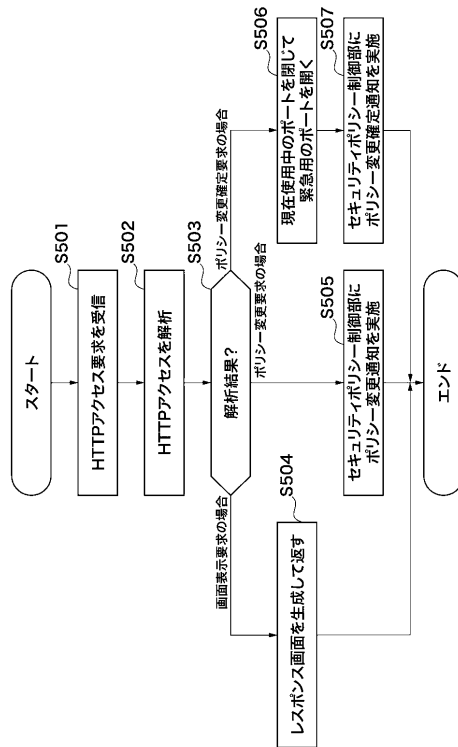 スタート
S501
HTTPアクセス要求を受信
S502
HTTPアクセスを解析
S503
解析結果?
画面表示要求の場合
ポリシー変更要求の場合
ポリシー変更確定要求の場合
S504
レスポンス画面を生成して返す
S505
セキュリティポリシー制御部に
ポリシー変更通知を実施
S506
現在使用中のポートを閉じて
緊急用のポートを開く
S507
セキュリティポリシー制御部に
ポリシー変更確定通知を実施
エンド